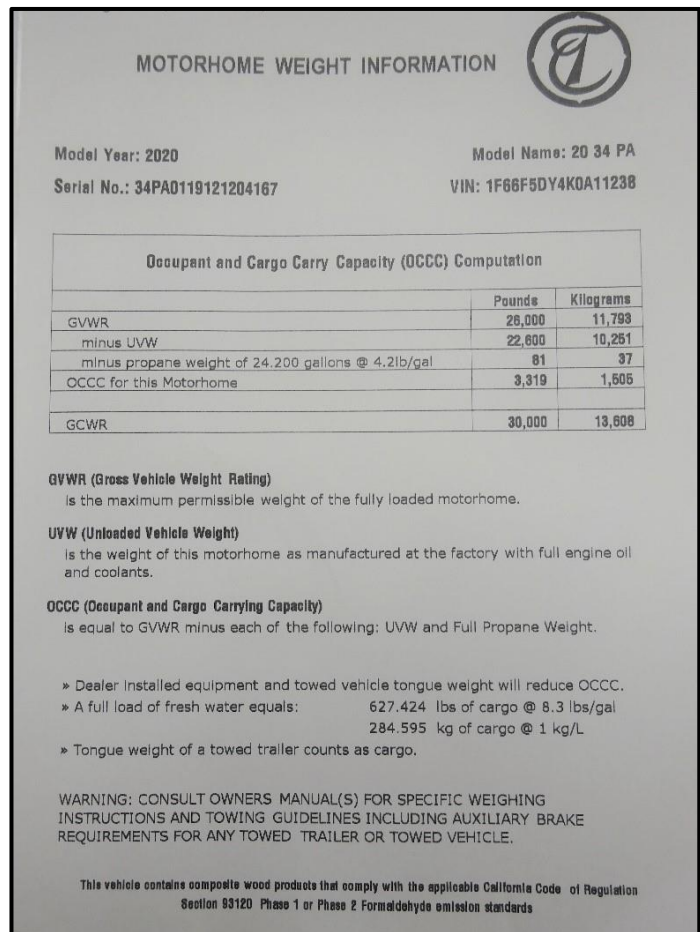 MOTORHOME WEIGHT INFORMATION
Model Year: 2020 Model Name: 20 34 PA
Serial No.: 34PA0119121204167 VIN: 1F66F5DY4K0A11238
Occupant and Cargo Carry Capacity (OCCC) Computation
Pounds Kilograms
GVWR 26,000 11,793
minus UVW 22,600 10,251
minus propane weight of 24.200 gallons @ 4.2lb/gal 81 37
OCCC for this Motorhome 3,319 1,505
GCWR 30,000 13,608
GVWR (Gross Vehicle Weight Rating)
is the maximum permissible weight of the fully loaded motorhome.
UVW (Unloaded Vehicle Weight)
is the weight of this motorhome as manufactured at the factory with full engine oil
and coolants.
OCCC (Occupant and Cargo Carrying Capacity)
is equal to GVWR minus each of the following: UVW and Full Propane Weight.
» Dealer installed equipment and towed vehicle tongue weight will reduce OCCC.
» A full load of fresh water equals: 627.424 lbs of cargo @ 8.3 lbs/gal
284.595 kg of cargo @ 1 kg/L
» Tongue weight of a towed trailer counts as cargo.
WARNING: CONSULT OWNERS MANUAL(S) FOR SPECIFIC WEIGHING
INSTRUCTIONS AND TOWING GUIDELINES INCLUDING AUXILIARY BRAKE
REQUIREMENTS FOR ANY TOWED TRAILER OR TOWED VEHICLE.
This vehicle contains composite wood products that comply with the applicable California Code of Regulation
Section 93120 Phase 1 or Phase 2 Formaldehyde emission standards